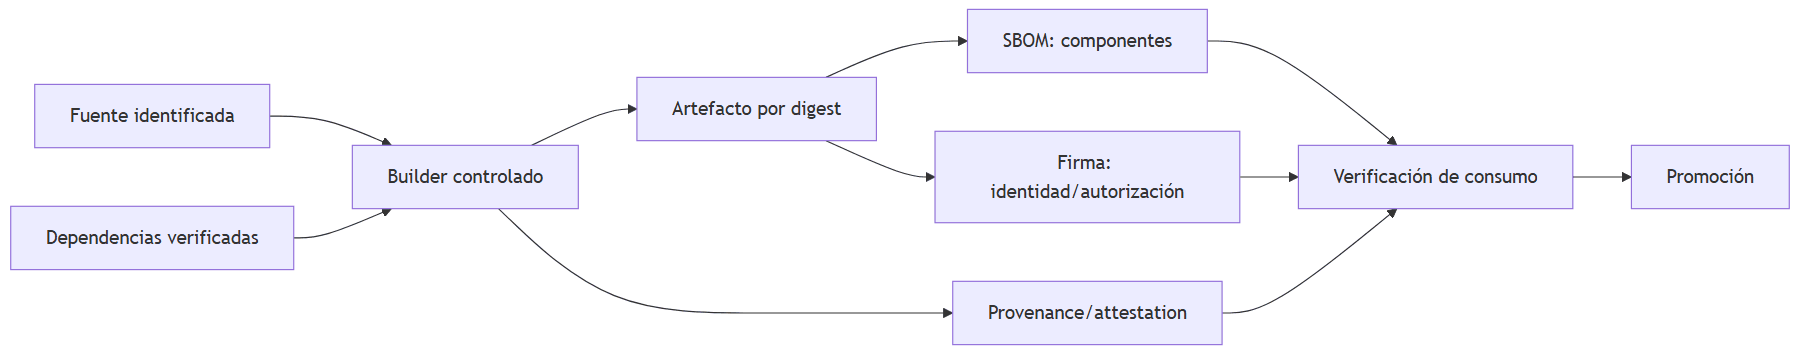 Fuente identificada
Dependencias verificadas
Builder controlado
Artefacto por digest
SBOM: componentes
Firma:
identidad/autorización
Provenance/attestation
Verificación de consumo
Promoción